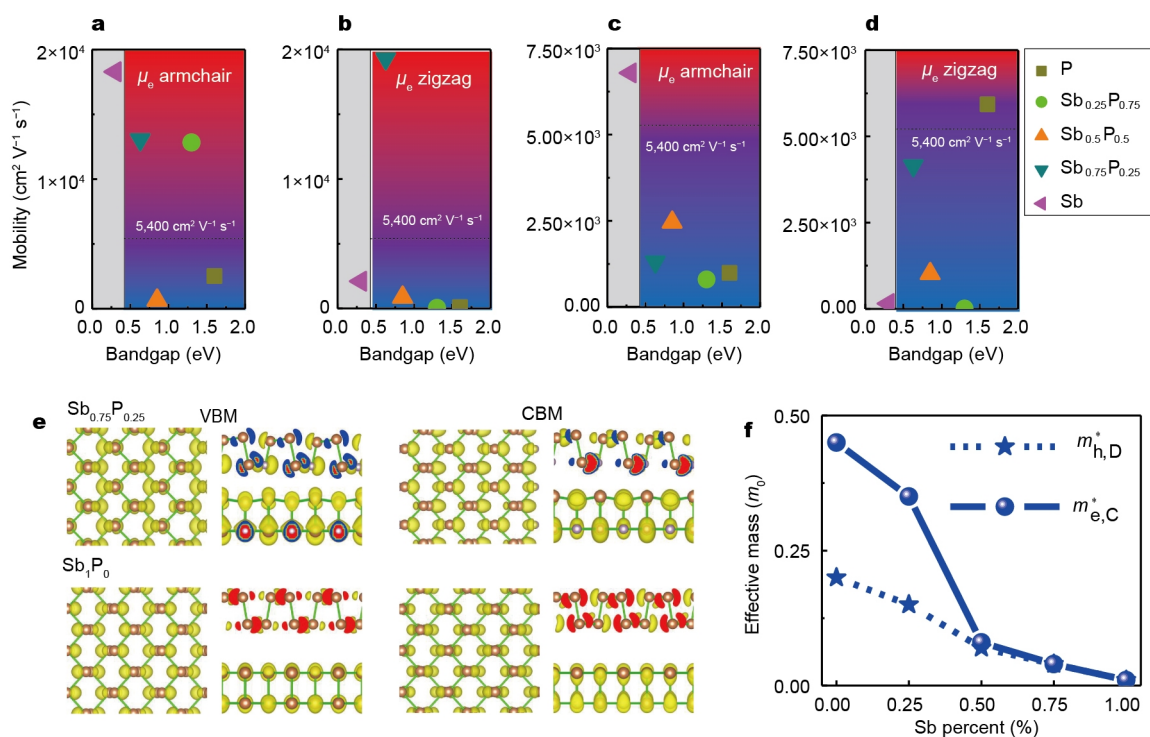 a
b
c
d
Mobility (cm² V⁻¹ s⁻¹)
2×10⁴
1×10⁴
0
μₑ armchair
5,400 cm² V⁻¹ s⁻¹
0.0 0.5 1.0 1.5 2.0
Bandgap (eV)
2×10⁴
1×10⁴
0
μₑ zigzag
5,400 cm² V⁻¹ s⁻¹
0.0 0.5 1.0 1.5 2.0
Bandgap (eV)
7.50×10³
5.00×10³
2.50×10³
0.00
μₑ armchair
5,400 cm² V⁻¹ s⁻¹
0.0 0.5 1.0 1.5 2.0
Bandgap (eV)
7.50×10³
5.00×10³
2.50×10³
0.00
μₑ zigzag
5,400 cm² V⁻¹ s⁻¹
0.0 0.5 1.0 1.5 2.0
Bandgap (eV)
P
Sb₀.₂₅P₀.₇₅
Sb₀.₅P₀.₅
Sb₀.₇₅P₀.₂₅
Sb
e
Sb₀.₇₅P₀.₂₅
VBM
CBM
Sb₁P₀
f
Effective mass (m₀)
0.50
0.25
0.00
m*h,D
m*e,C
0.00 0.25 0.50 0.75 1.00
Sb percent (%)